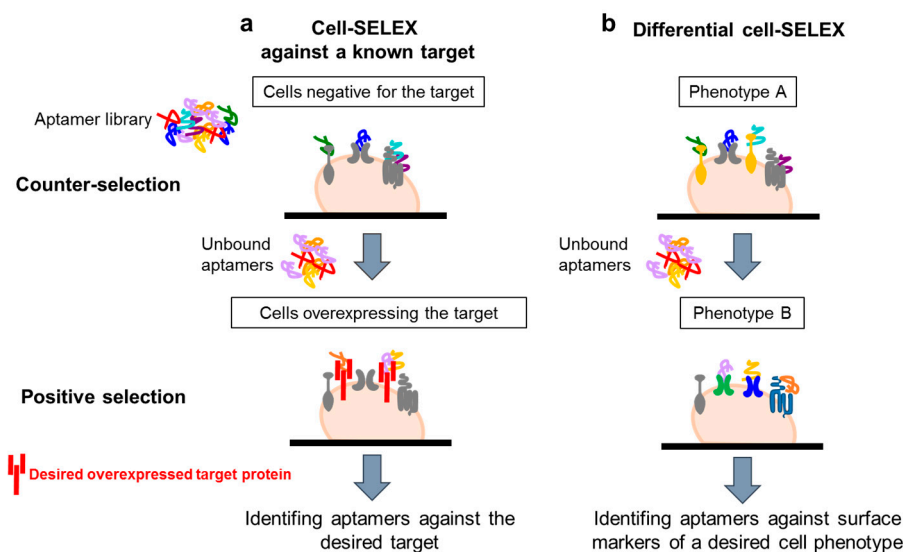 a
Cell-SELEX
against a known target
b
Differential cell-SELEX
Cells negative for the target
Phenotype A
Aptamer library
Counter-selection
Unbound
aptamers
Unbound
aptamers
Cells overexpressing the target
Phenotype B
Positive selection
Desired overexpressed target protein
Identifing aptamers against the
desired target
Identifing aptamers against surface
markers of a desired cell phenotype